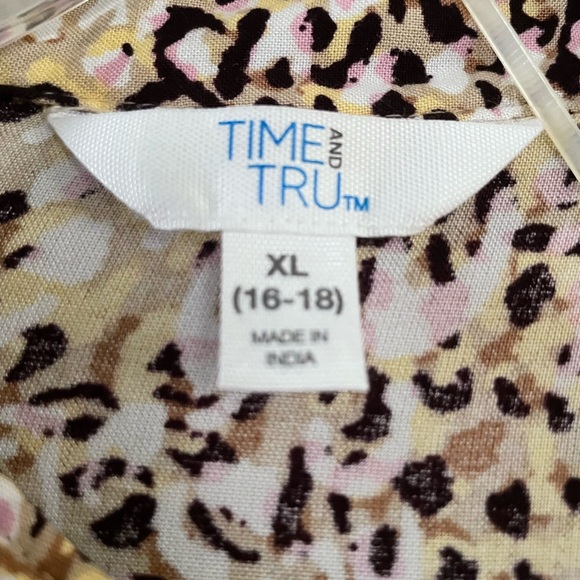 TIME AND
TRU™
XL
(16-18)
MADE IN
INDIA